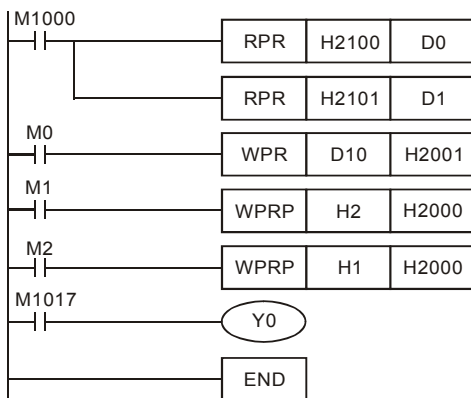 M1000
RPR H2100 D0
RPR H2101 D1
M0
WPR D10 H2001
M1
WPRP H2 H2000
M2
WPRP H1 H2000
M1017
Y0
END